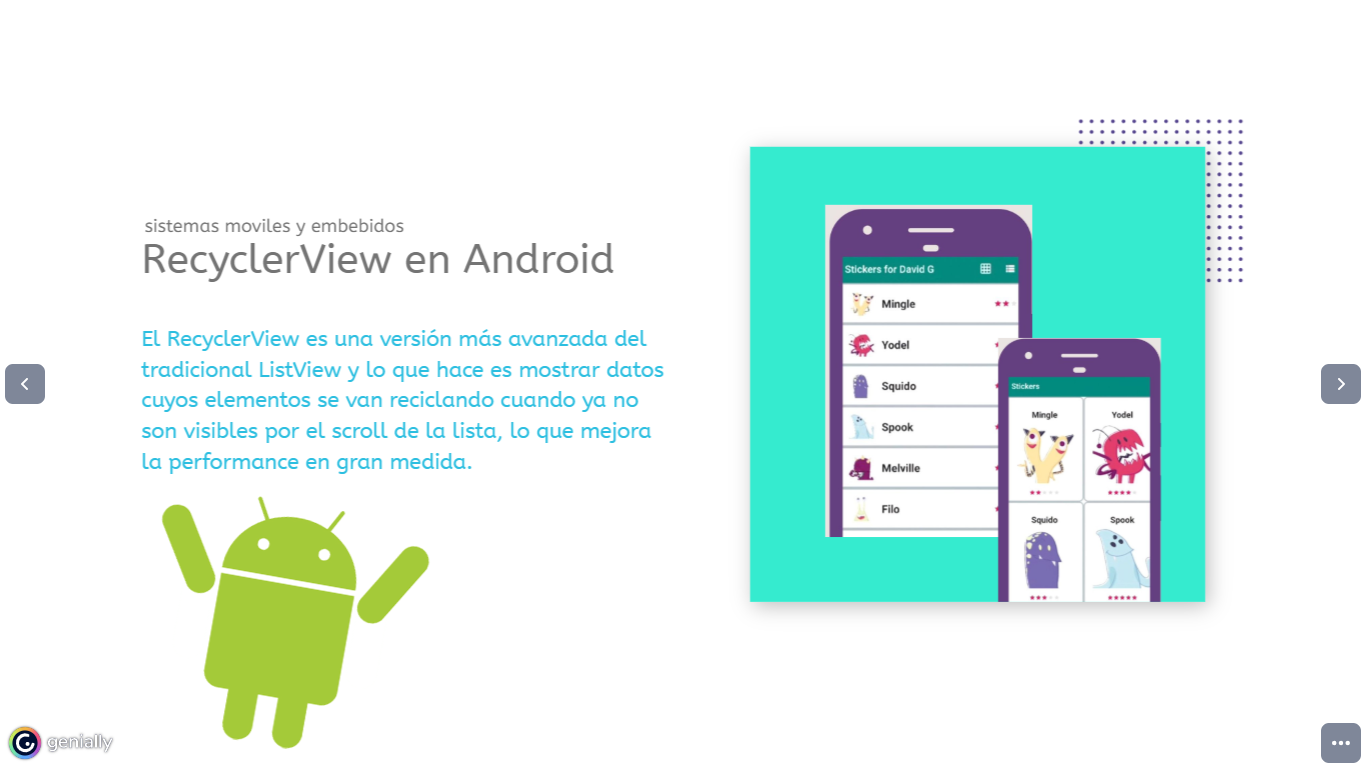 sistemas moviles y embebidos
RecyclerView en Android
El RecyclerView es una versión más avanzada del
tradicional ListView y lo que hace es mostrar datos
cuyos elementos se van reciclando cuando ya no
son visibles por el scroll de la lista, lo que mejora
la performance en gran medida.
Stickers for David G
Mingle
Yodel
Squido
Spook
Melville
Filo
Stickers
Mingle Yodel
Squido Spook
genially